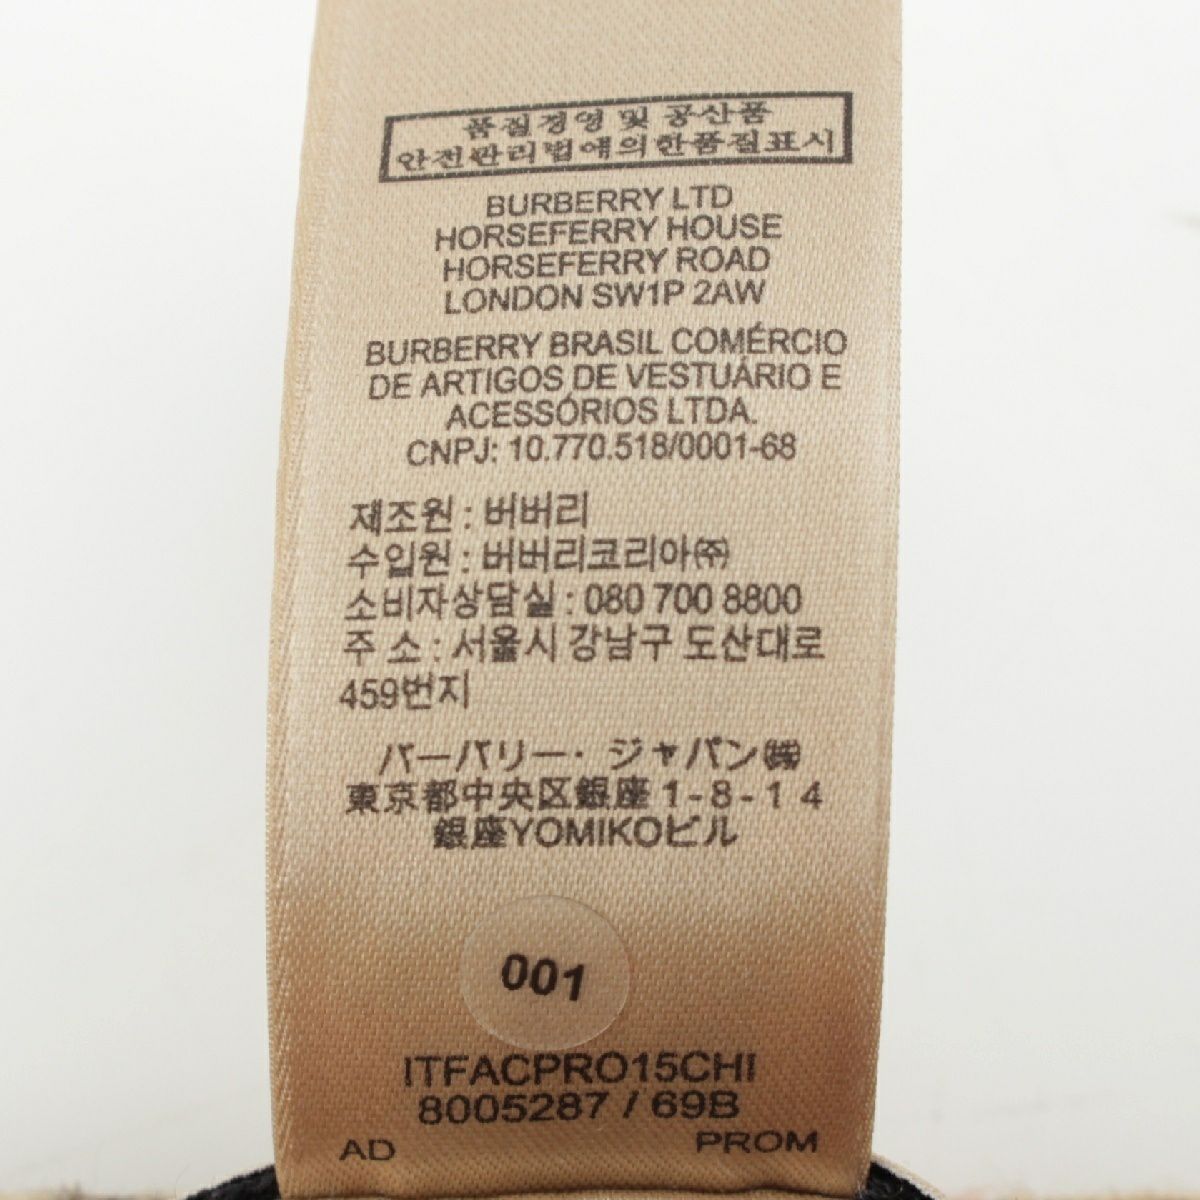 품질경영 및 공산품
안전관리법에의한품질표시
BURBERRY LTD
HORSEFERRY HOUSE
HORSEFERRY ROAD
LONDON SW1P 2AW
BURBERRY BRASIL COMÉRCIO
DE ARTIGOS DE VESTUÁRIO E
ACESSÓRIOS LTDA.
CNPJ: 10.770.518/0001-68
제조원 : 버버리
수입원 : 버버리코리아㈜
소비자상담실 : 080 700 8800
주 소 : 서울시 강남구 도산대로
459번지
バーバリー・ジャパン㈱
東京都中央区銀座 1-8-14
銀座YOMIKOビル
001
ITFACPRO15CHI
8005287 / 69B
AD PROM